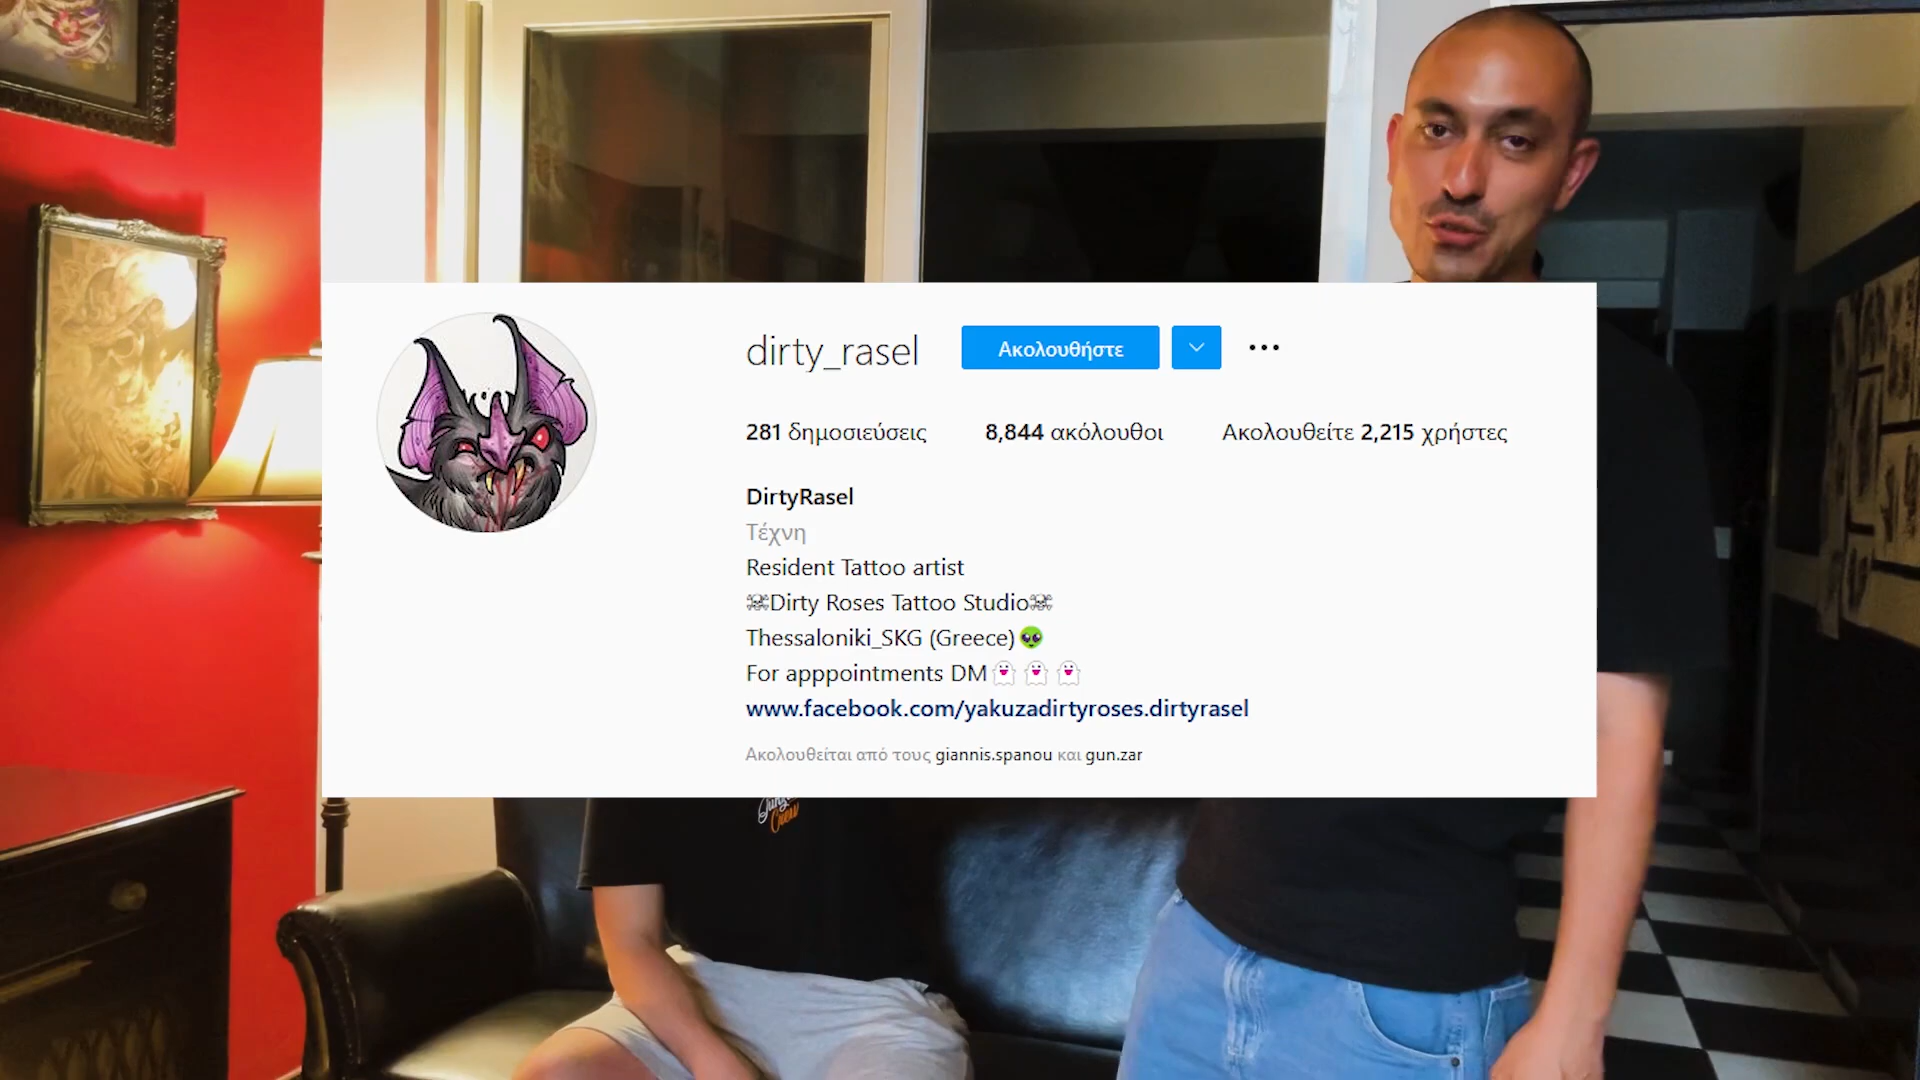 dirty_rasel Ακολουθήστε
281 δημοσιεύσεις 8,844 ακόλουθοι Ακολουθείτε 2,215 χρήστες
DirtyRasel
Τέχνη
Resident Tattoo artist
☠Dirty Roses Tattoo Studio☠
Thessaloniki_SKG (Greece)👽
For apppointments DM👻👻👻
www.facebook.com/yakuzadirtyroses.dirtyrasel
Ακολουθείται από τους giannis.spanou και gun.zar
Crew